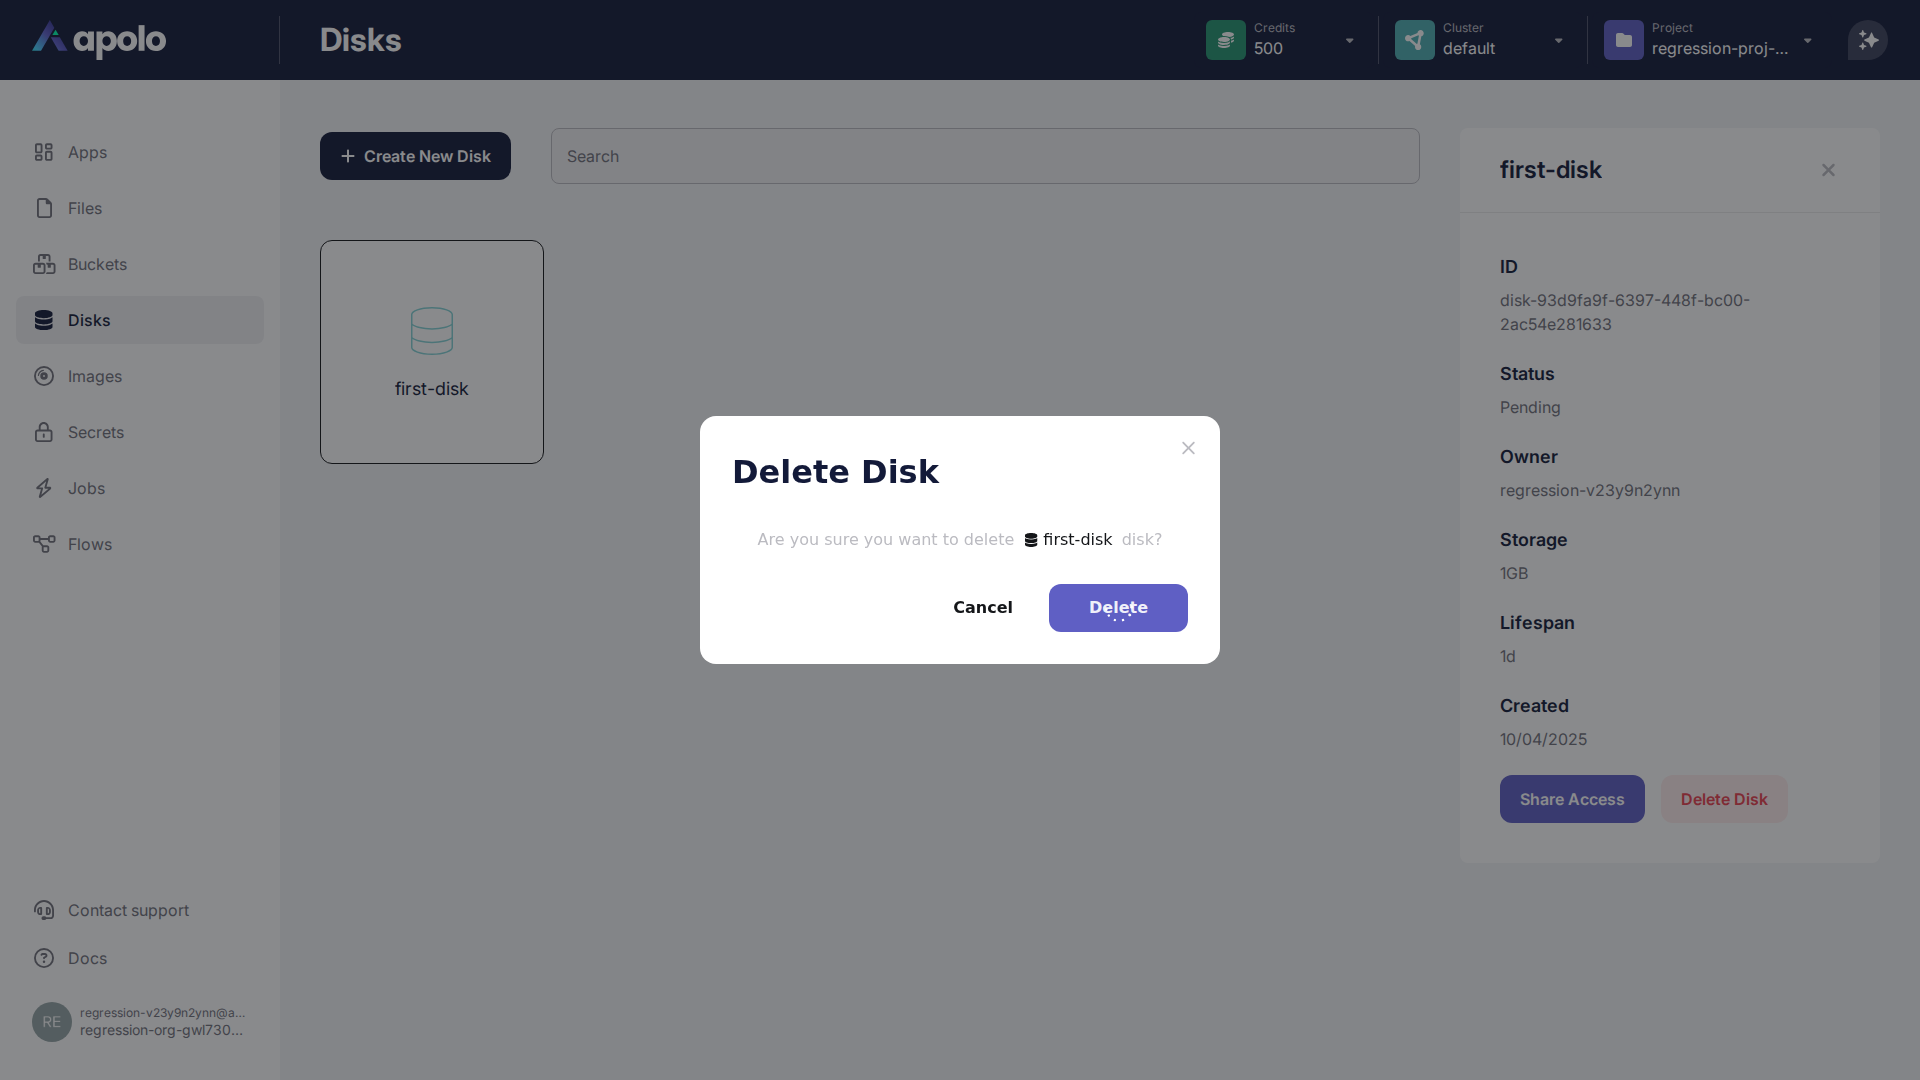 apolo
Disks
Credits
500
Cluster
default
Project
regression-proj-...
Apps
Files
Buckets
Disks
Images
Secrets
Jobs
Flows
Contact support
Docs
RE
regression-v23y9n2ynn@a...
regression-org-gwl730...
Create New Disk
Search
first-disk
first-disk
ID
disk-93d9fa9f-6397-448f-bc00-
2ac54e281633
Status
Pending
Owner
regression-v23y9n2ynn
Storage
1GB
Lifespan
1d
Created
10/04/2025
Share Access
Delete Disk
Delete Disk
Are you sure you want to delete first-disk disk?
Cancel
Delete